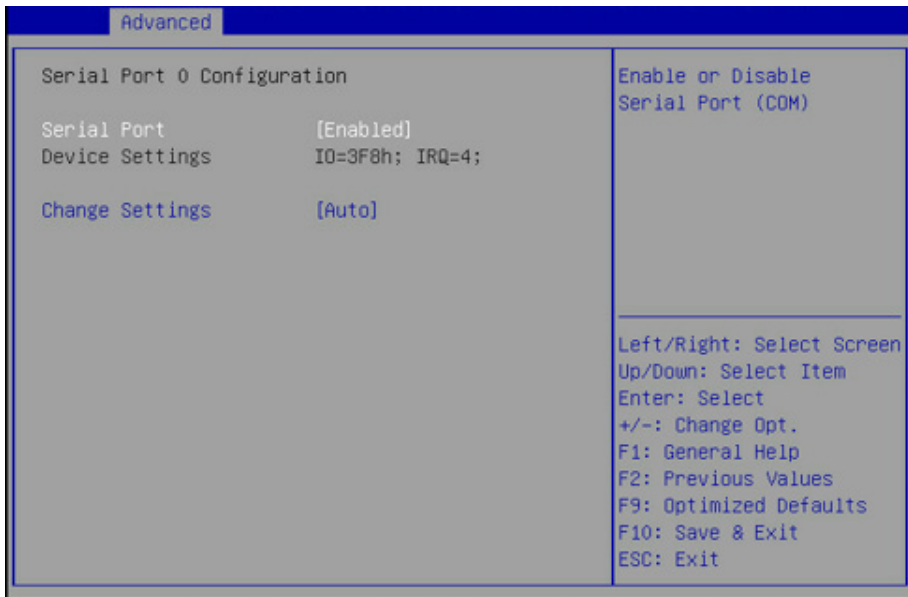 Advanced
Serial Port 0 Configuration
Serial Port [Enabled]
Device Settings IO=3F8h; IRQ=4;
Change Settings [Auto]
Enable or Disable
Serial Port (COM)
Left/Right: Select Screen
Up/Down: Select Item
Enter: Select
+/-: Change Opt.
F1: General Help
F2: Previous Values
F9: Optimized Defaults
F10: Save & Exit
ESC: Exit